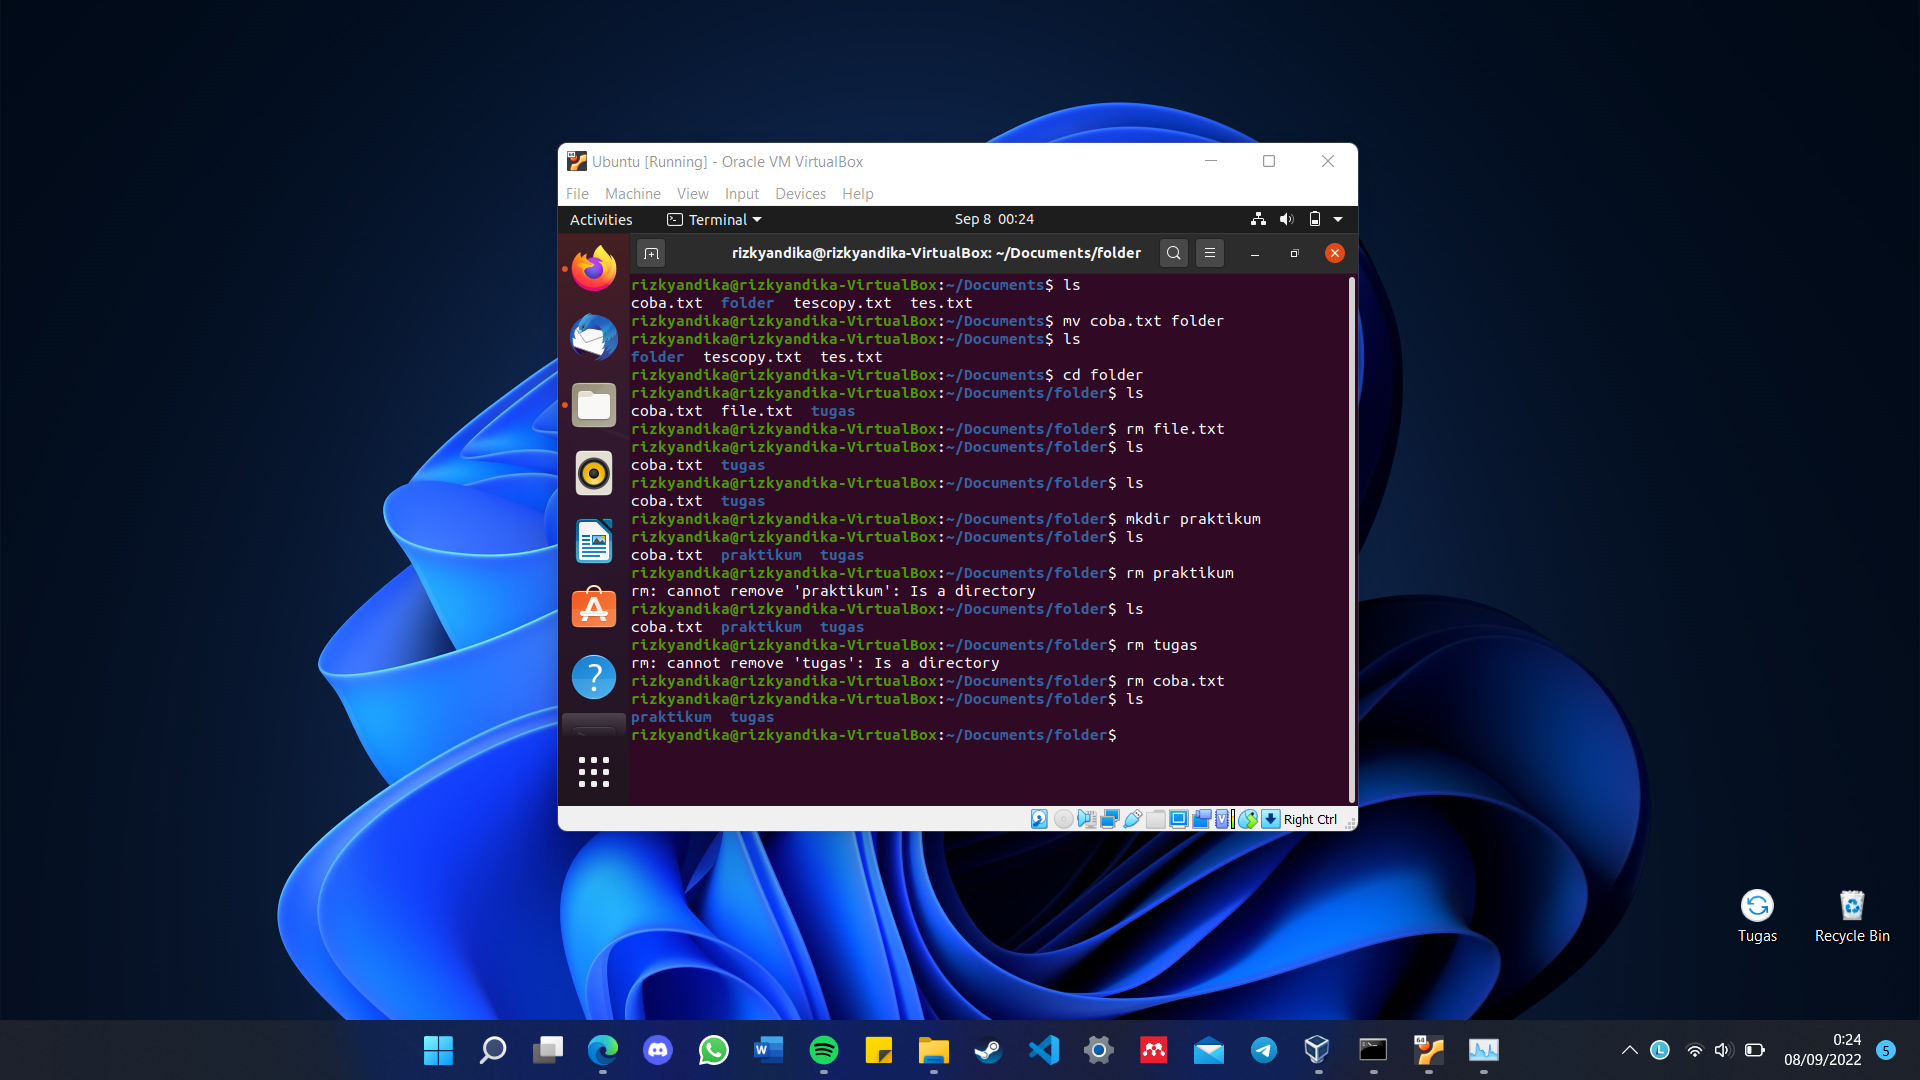 Ubuntu [Running] - Oracle VM VirtualBox
File Machine View Input Devices Help
Activities Terminal Sep 8 00:24
rizkyandika@rizkyandika-VirtualBox: ~/Documents/folder
rizkyandika@rizkyandika-VirtualBox:~/Documents$ ls
coba.txt folder tescopy.txt tes.txt
rizkyandika@rizkyandika-VirtualBox:~/Documents$ mv coba.txt folder
rizkyandika@rizkyandika-VirtualBox:~/Documents$ ls
folder tescopy.txt tes.txt
rizkyandika@rizkyandika-VirtualBox:~/Documents$ cd folder
rizkyandika@rizkyandika-VirtualBox:~/Documents/folder$ ls
coba.txt file.txt tugas
rizkyandika@rizkyandika-VirtualBox:~/Documents/folder$ rm file.txt
rizkyandika@rizkyandika-VirtualBox:~/Documents/folder$ ls
coba.txt tugas
rizkyandika@rizkyandika-VirtualBox:~/Documents/folder$ ls
coba.txt tugas
rizkyandika@rizkyandika-VirtualBox:~/Documents/folder$ mkdir praktikum
rizkyandika@rizkyandika-VirtualBox:~/Documents/folder$ ls
coba.txt praktikum tugas
rizkyandika@rizkyandika-VirtualBox:~/Documents/folder$ rm praktikum
rm: cannot remove 'praktikum': Is a directory
rizkyandika@rizkyandika-VirtualBox:~/Documents/folder$ ls
coba.txt praktikum tugas
rizkyandika@rizkyandika-VirtualBox:~/Documents/folder$ rm tugas
rm: cannot remove 'tugas': Is a directory
rizkyandika@rizkyandika-VirtualBox:~/Documents/folder$ rm coba.txt
rizkyandika@rizkyandika-VirtualBox:~/Documents/folder$ ls
praktikum tugas
rizkyandika@rizkyandika-VirtualBox:~/Documents/folder$
Right Ctrl
Tugas
Recycle Bin
0:24
08/09/2022
5